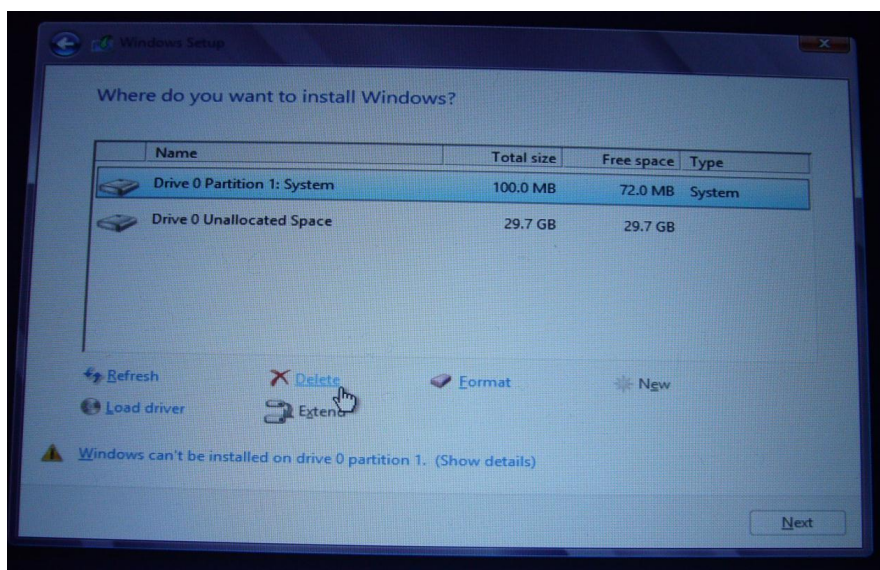 Windows Setup
Where do you want to install Windows?
Name Total size Free space Type
Drive 0 Partition 1: System 100.0 MB 72.0 MB System
Drive 0 Unallocated Space 29.7 GB 29.7 GB
Refresh Delete Format New
Load driver Extend
Windows can't be installed on drive 0 partition 1. (Show details)
Next